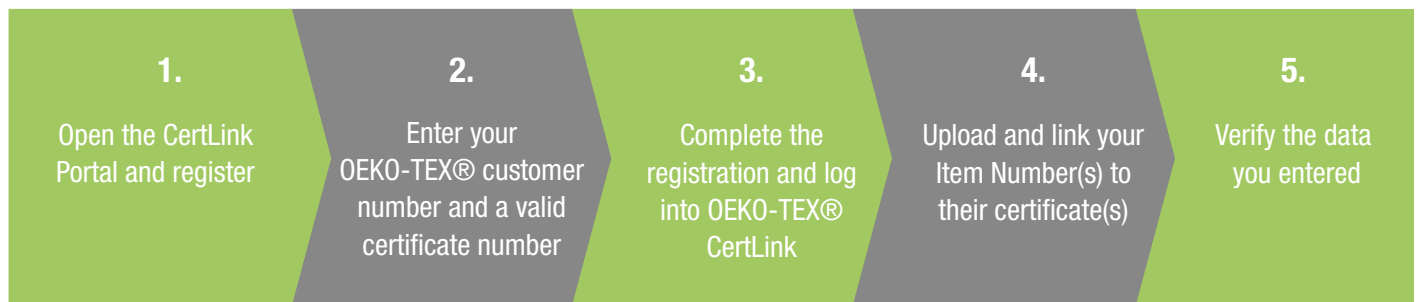 1.
Open the CertLink
Portal and register
2.
Enter your
OEKO-TEX® customer
number and a valid
certificate number
3.
Complete the
registration and log
into OEKO-TEX®
CertLink
4.
Upload and link your
Item Number(s) to
their certificate(s)
5.
Verify the data
you entered